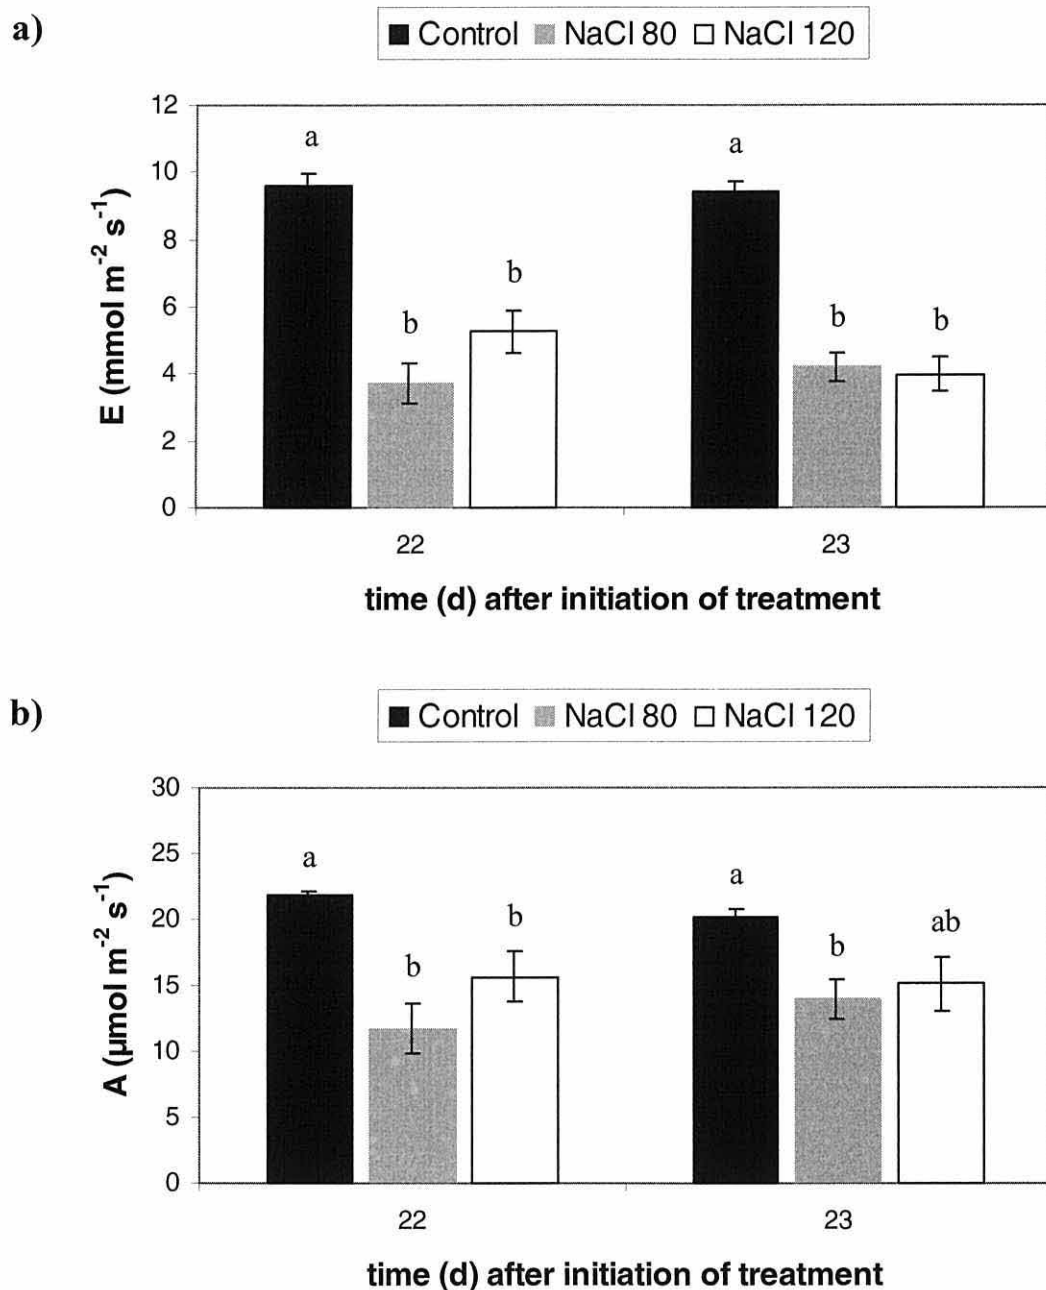 a)
Control NaCl 80 NaCl 120
12
10
8
6
4
2
0
E (mmol m⁻² s⁻¹)
a
b
b
a
b
b
22 23
time (d) after initiation of treatment
b)
Control NaCl 80 NaCl 120
30
25
20
15
10
5
0
A (µmol m⁻² s⁻¹)
a
b
b
a
b
ab
22 23
time (d) after initiation of treatment